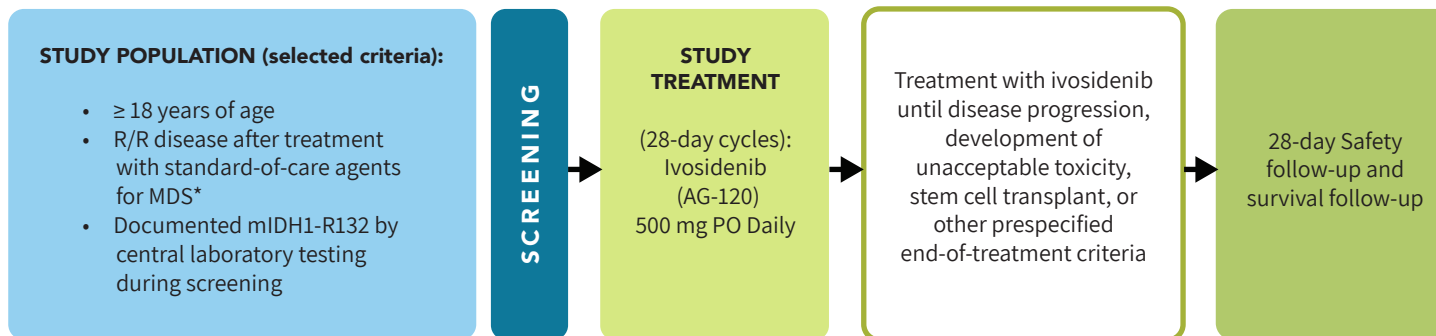 STUDY POPULATION (selected criteria):
• ≥ 18 years of age
• R/R disease after treatment
with standard-of-care agents
for MDS*
• Documented mIDH1-R132 by
central laboratory testing
during screening
SCREENING
STUDY
TREATMENT
(28-day cycles):
Ivosidenib
(AG-120)
500 mg PO Daily
Treatment with ivosidenib
until disease progression,
development of
unacceptable toxicity,
stem cell transplant, or
other prespecified
end-of-treatment criteria
28-day Safety
follow-up and
survival follow-up